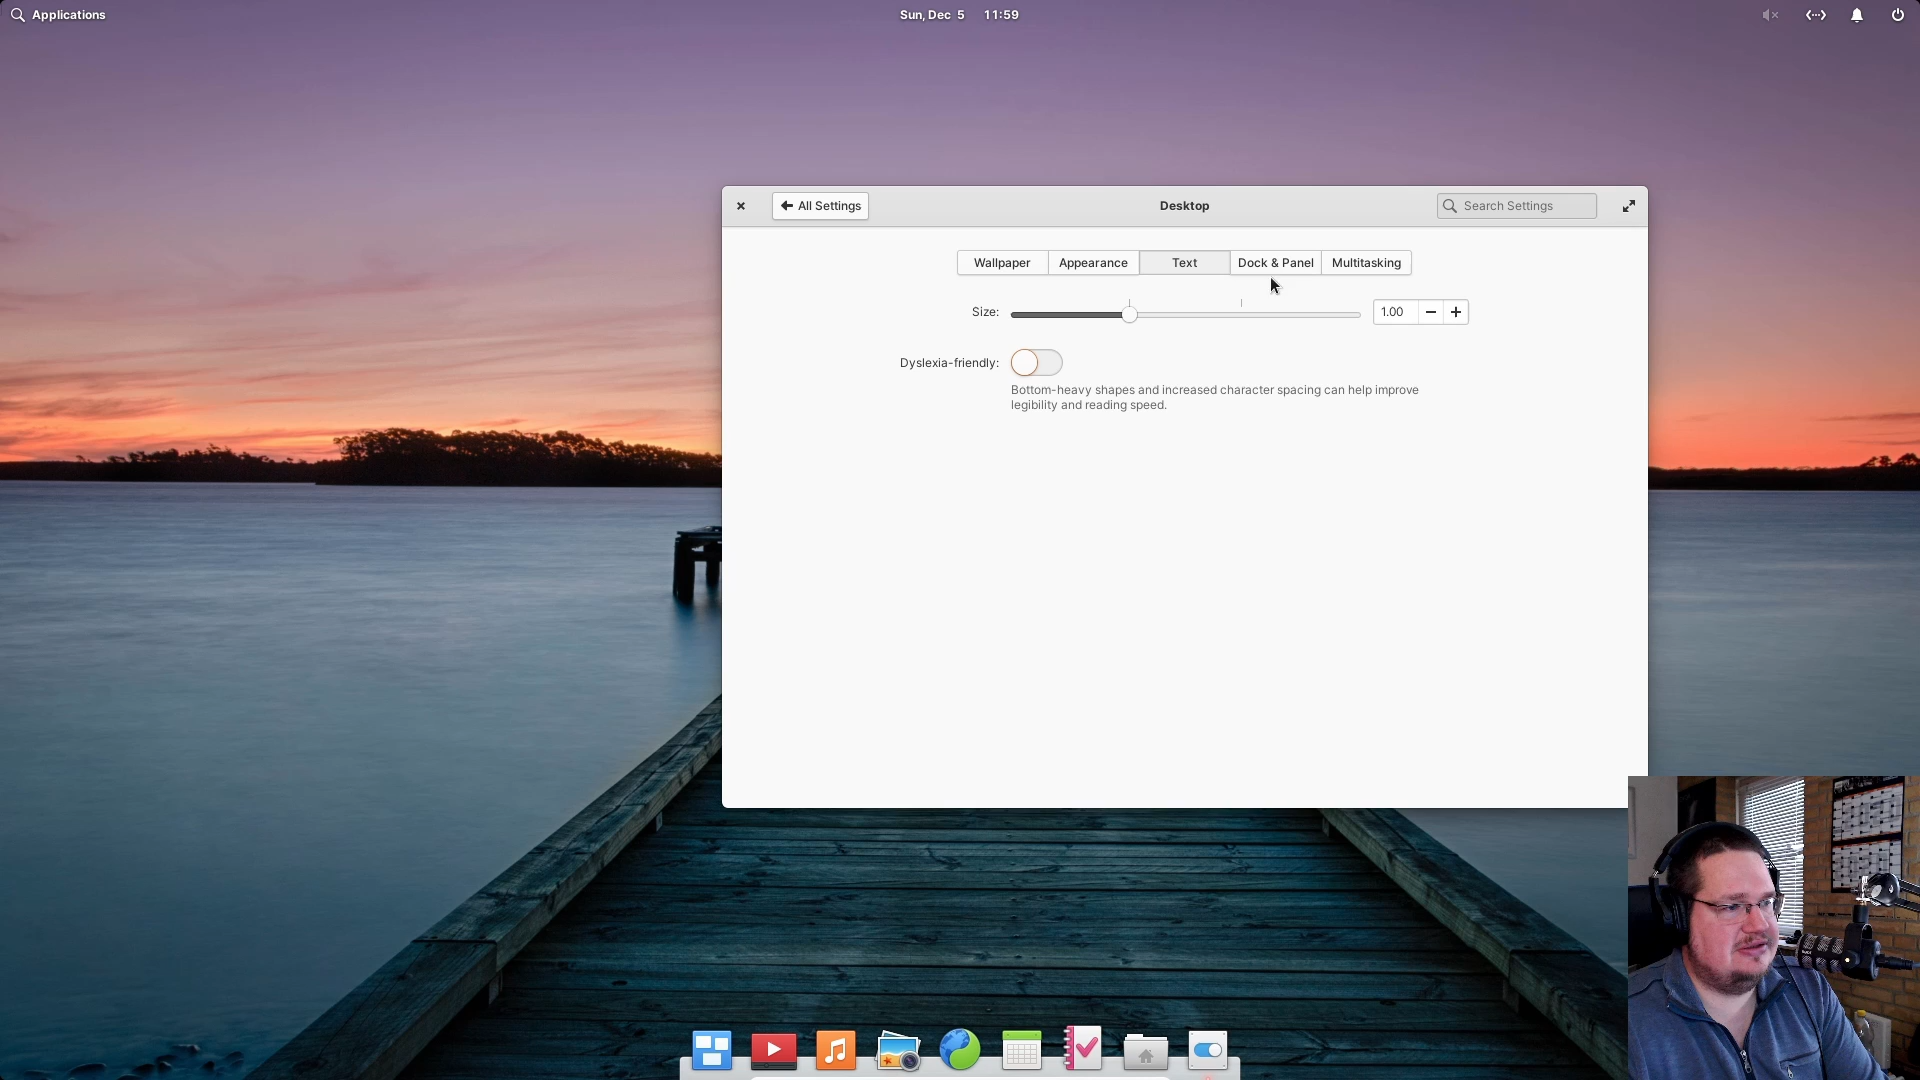 Applications
Sun, Dec 5 11:59
All Settings
Desktop
Search Settings
Wallpaper
Appearance
Text
Dock & Panel
Multitasking
Size:
1.00
Dyslexia-friendly:
Bottom-heavy shapes and increased character spacing can help improve
legibility and reading speed.